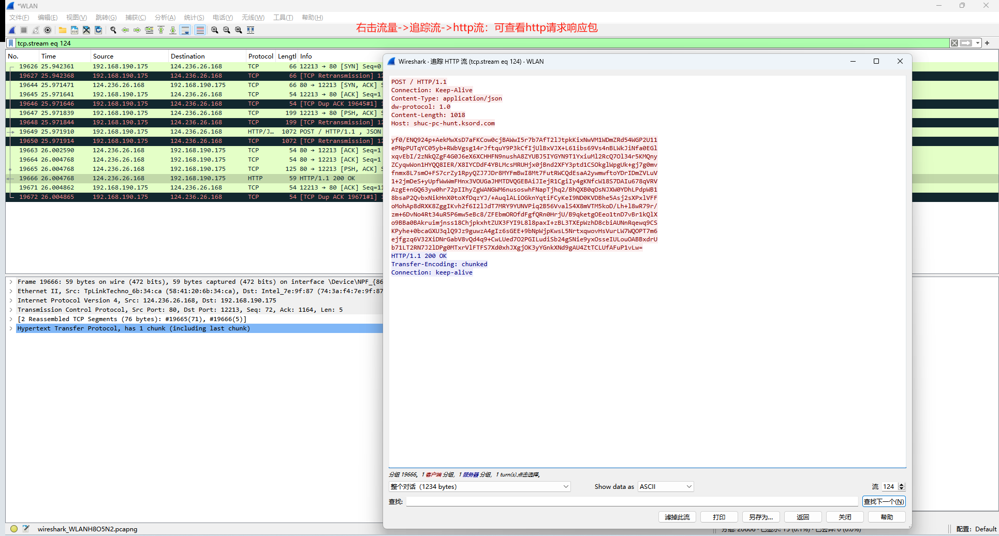 *WLAN
文件(F) 编辑(E) 视图(V) 跳转(G) 捕获(C) 分析(A) 统计(S) 电话(Y) 无线(W) 工具(T) 帮助(H)
右击流量->追踪流->http流：可查看http请求响应包
tcp.stream eq 124
No. Time Source Destination Protocol Lengtl Info
19626 25.942361 192.168.190.175 124.236.26.168 TCP 66 12213 → 80 [SYN] Seq=0
19627 25.942368 192.168.190.175 124.236.26.168 TCP 66 [TCP Retransmission] 12
19644 25.971471 124.236.26.168 192.168.190.175 TCP 66 80 → 12213 [SYN, ACK] S
19645 25.971641 192.168.190.175 124.236.26.168 TCP 54 12213 → 80 [ACK] Seq=1
19646 25.971646 192.168.190.175 124.236.26.168 TCP 54 [TCP Dup ACK 19645#1] 1
19647 25.971839 192.168.190.175 124.236.26.168 TCP 199 12213 → 80 [PSH, ACK] S
19648 25.971844 192.168.190.175 124.236.26.168 TCP 199 [TCP Retransmission] 12
19649 25.971910 192.168.190.175 124.236.26.168 HTTP/J… 1072 POST / HTTP/1.1 , JSON
19650 25.971914 192.168.190.175 124.236.26.168 TCP 1072 [TCP Retransmission] 12
19663 26.002590 124.236.26.168 192.168.190.175 TCP 54 80 → 12213 [ACK] Seq=1
19664 26.004768 124.236.26.168 192.168.190.175 TCP 54 80 → 12213 [ACK] Seq=1
19665 26.004768 124.236.26.168 192.168.190.175 TCP 125 80 → 12213 [PSH, ACK] S
19666 26.004768 124.236.26.168 192.168.190.175 HTTP 59 HTTP/1.1 200 OK
19671 26.004862 192.168.190.175 124.236.26.168 TCP 54 12213 → 80 [ACK] Seq=11
19672 26.004865 192.168.190.175 124.236.26.168 TCP 54 [TCP Dup ACK 19671#1] 1
Frame 19666: 59 bytes on wire (472 bits), 59 bytes captured (472 bits) on interface \Device\NPF_{86
Ethernet II, Src: TpLinkTechno_6b:34:ca (58:41:20:6b:34:ca), Dst: Intel_7e:9f:87 (74:3a:f4:7e:9f:87
Internet Protocol Version 4, Src: 124.236.26.168, Dst: 192.168.190.175
Transmission Control Protocol, Src Port: 80, Dst Port: 12213, Seq: 72, Ack: 1164, Len: 5
[2 Reassembled TCP Segments (76 bytes): #19665(71), #19666(5)]
Hypertext Transfer Protocol, has 1 chunk (including last chunk)
Wireshark · 追踪 HTTP 流 (tcp.stream eq 124) · WLAN
POST / HTTP/1.1
Connection: Keep-Alive
Content-Type: application/json
dw-protocol: 1.0
Content-Length: 1018
Host: shuc-pc-hunt.ksord.com
yf0/ENQ924p+AekMwXsD7aFKCow0cjBAWwI5r7b7AfT2lJtpkKixNwVM1WDmZRd54WGP2U11
ePNpPUTqYC05yb+RWbVgsg14rJftquY9P3kCfIjUlBxVJX+L61ibs69Vs4nBLWkJiNfa0EGl
xqvEbI/2zNkQZgF4G0J6eX6XCHHFN9nushA8ZYUBJ5IYGYN9T1YxiuMl2RcQ7Ol34r5KMQny
ZCyqwWon1HYQQ8IER/X8IYCDdF4YBLMcsMRUHjx0jBnd2XFY3ptd1CSOkglWpgUk+gj7g0mv
fnmx8L7smO+FS7crZy1RpyQZJ7JDr8MYFmBwI8Mt7FutRWCQdEsaA2ywmwftoYDrIDmZVLuV
1+2jmDeS+yUpfWwWmFHnx3VOUGaJHMTDVQGEBAiJIejR1CgiIy4gKNfcW18S7DAIu678qVRV
AzgE+nGQ63yw0hr72pIIhyZgWANGWM6nusoswhFNapTjhq2/BhQXB0qOsNJXW0YDhLPdpWB1
8bsaP2QvbxNikHnX0toXfDqzYJ/+AuqlALiOGknYqtiFCyKeI9ND0KVDBhe5Asj2sXPxlVFF
oMohAp8dRXK8ZggIKvh2f6I2lJdT7MRY9YUNVPiq2B56VvalS4X8mVTM5koD/Lh+l8wR79r/
zm+6DvNo4Rt34uR5P6mw5eBc8/ZFEbmOROfdFgfQRn0HrjU/B9qketgOEeo1tnD7vBr1kQlX
o9BBa0BAkruimjnss18ChjpkxhtZUX3FYI9L8l8paxI+zBL3TXEpWzhD8cbiAUNnRqewq9CS
KPyhe+0bcaGXU3qlQ9Jz9guwzA4gIz6sGEE+9bNpWjpKwsL5NrtxqwovHsVurLW7WQOPT7m6
ejfgzq6V32XiDNrGabV8vQd4q9+CwLUed7O2PGILudiSb24gSNie9yxOsseIULouOABBxdrU
b71LT2RN7J2lDPg0MTxrVlFTFS7Xd0xhJXgjOK3yYGnkXNd9gAU4ZtTCLUfAFuP1vLw=
HTTP/1.1 200 OK
Transfer-Encoding: chunked
Connection: keep-alive
分组 19666。1 客户端 分组，1 服务器 分组，1 turn(s).点击选择。
整个对话 (1234 bytes) Show data as ASCII 流 124
查找: 查找下一个(N)
滤掉此流 打印 另存为… 返回 关闭 帮助
wireshark_WLANH8O5N2.pcapng
分组: 20606 · 已显示: 15 (0.1%) · 已丢弃: 0 (0.0%) 配置: Default